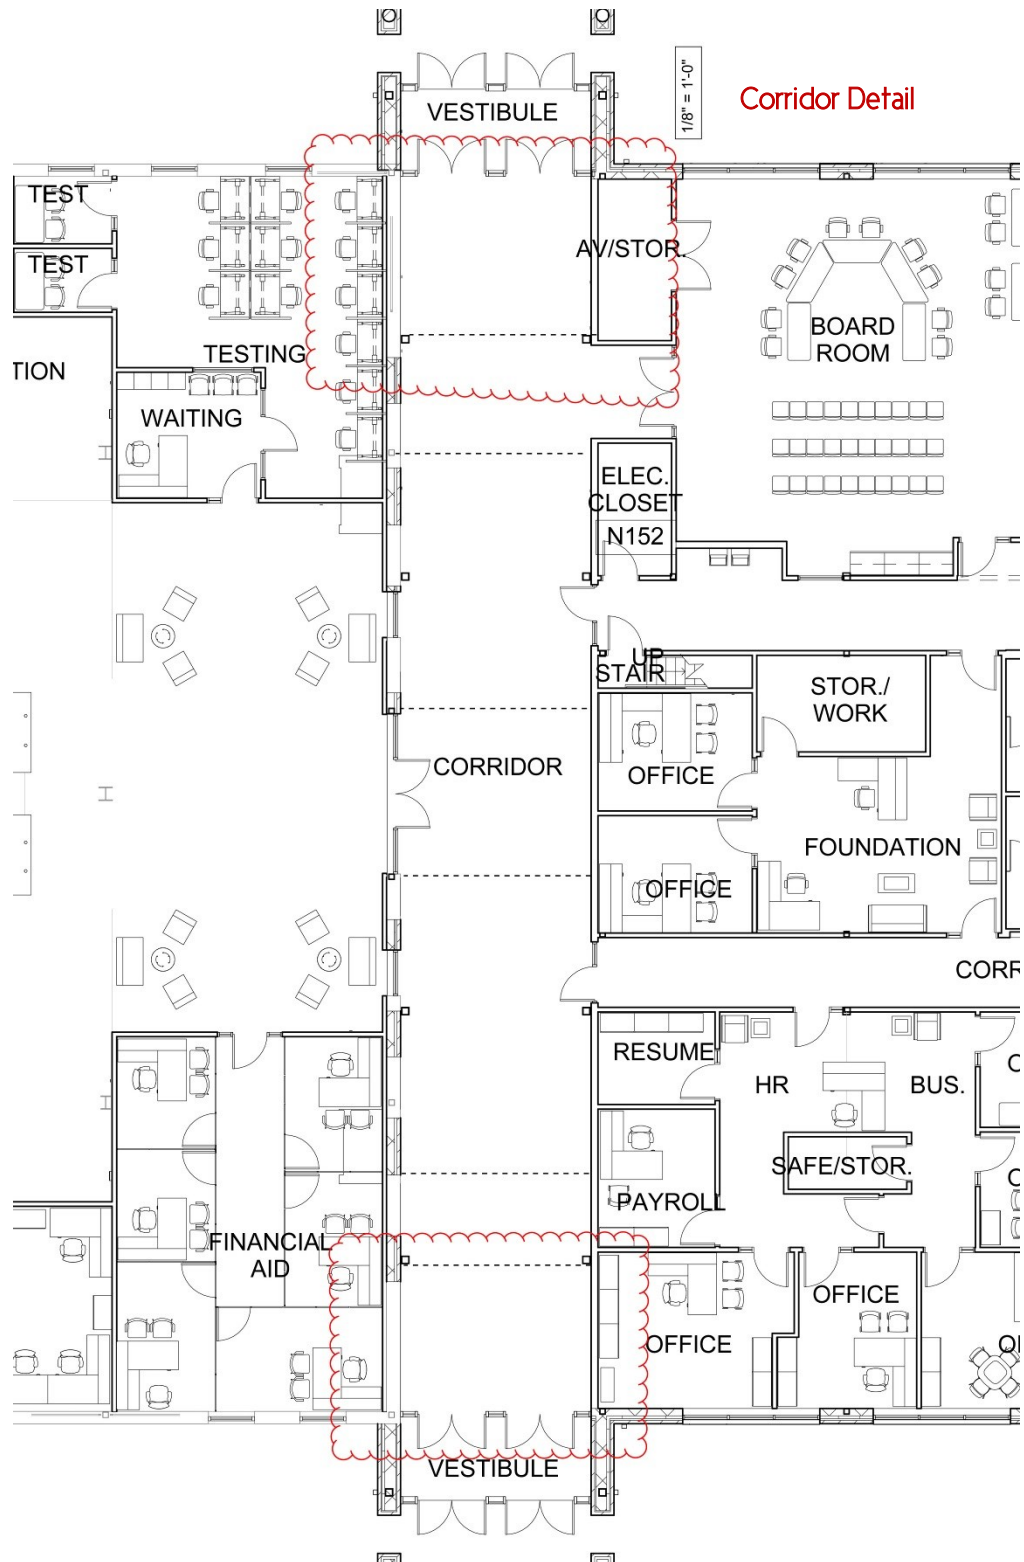 1/8" = 1'-0"
Corridor Detail
VESTIBULE
TEST
TEST
AV/STOR.
TESTING
BOARD
ROOM
TION
WAITING
ELEC.
CLOSET
N152
UP
STAIR
STOR./
WORK
CORRIDOR
OFFICE
FOUNDATION
OFFICE
CORR
RESUME
HR
BUS.
O
SAFE/STOR.
O
PAYROLL
FINANCIAL
AID
OFFICE
OFFICE
OF
VESTIBULE